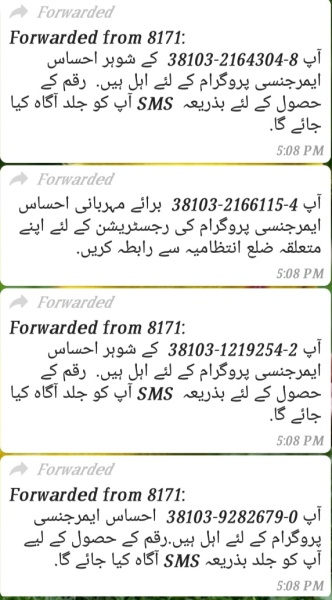 Forwarded
Forwarded from 8171:
آپ 38103-2164304-8 کے شوہر احساس
ایمرجنسی پروگرام کے لئے اہل ہیں. رقم کے
حصول کے لئے بذریعہ SMS آپ کو جلد آگاہ کیا
جائے گا.
5:08 PM
Forwarded
آپ 38103-2166115-4 برائے مہربانی احساس
ایمرجنسی پروگرام کی رجسٹریشن کے لئے اپنے
متعلقہ ضلع انتظامیہ سے رابطہ کریں.
5:08 PM
Forwarded
Forwarded from 8171:
آپ 38103-1219254-2 کے شوہر احساس
ایمرجنسی پروگرام کے لئے اہل ہیں. رقم کے
حصول کے لئے بذریعہ SMS آپ کو جلد آگاہ کیا
جائے گا.
5:08 PM
Forwarded
Forwarded from 8171:
آپ 38103-9282679-0 احساس ایمرجنسی
پروگرام کے لئے اہل ہیں.رقم کے حصول کے لیے
آپ کو جلد بذریعہ SMS آگاہ کیا جائے گا.
5:08 PM